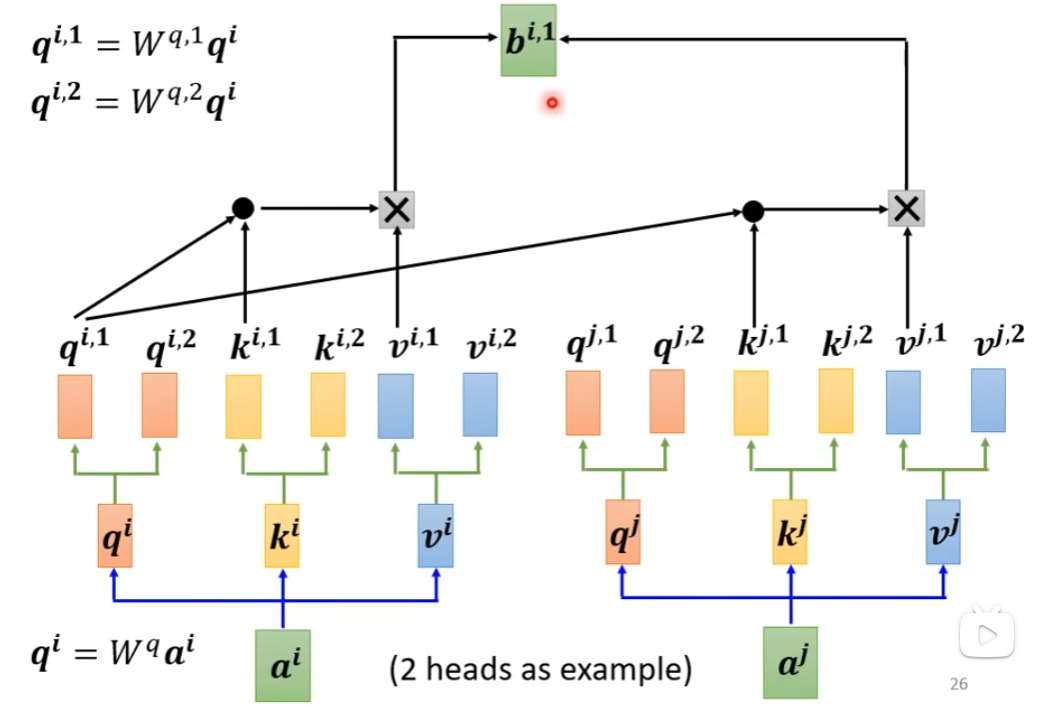 q^{i,1} = W^{q,1} q^i
q^{i,2} = W^{q,2} q^i
b^{i,1}
q^{i,1} q^{i,2} k^{i,1} k^{i,2} v^{i,1} v^{i,2} q^{j,1} q^{j,2} k^{j,1} k^{j,2} v^{j,1} v^{j,2}
q^i k^i v^i q^j k^j v^j
q^i = W^q a^i
a^i
(2 heads as example)
a^j
26